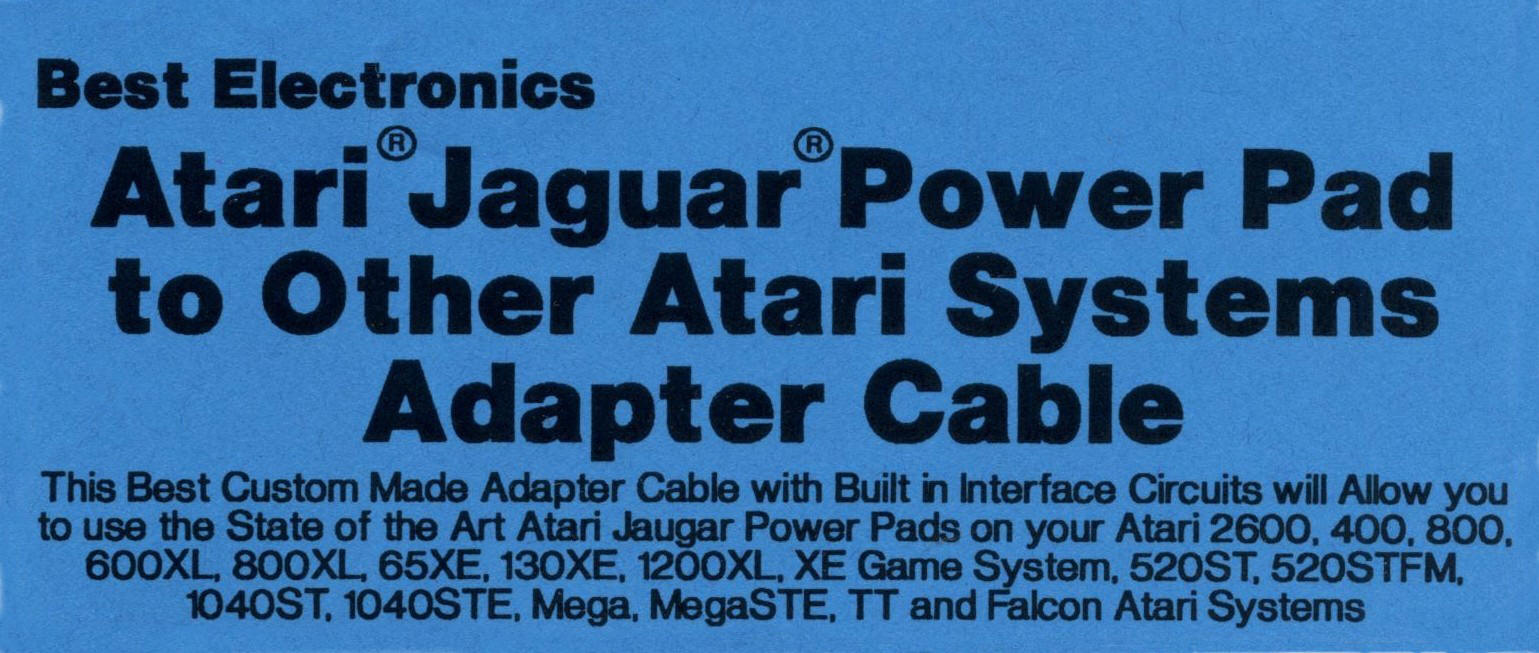 Best Electronics
Atari® Jaguar® Power Pad
to Other Atari Systems
Adapter Cable
This Best Custom Made Adapter Cable with Built in Interface Circuits will Allow you
to use the State of the Art Atari Jaugar Power Pads on your Atari 2600, 400, 800,
600XL, 800XL, 65XE, 130XE, 1200XL, XE Game System, 520ST, 520STFM,
1040ST, 1040STE, Mega, MegaSTE, TT and Falcon Atari Systems